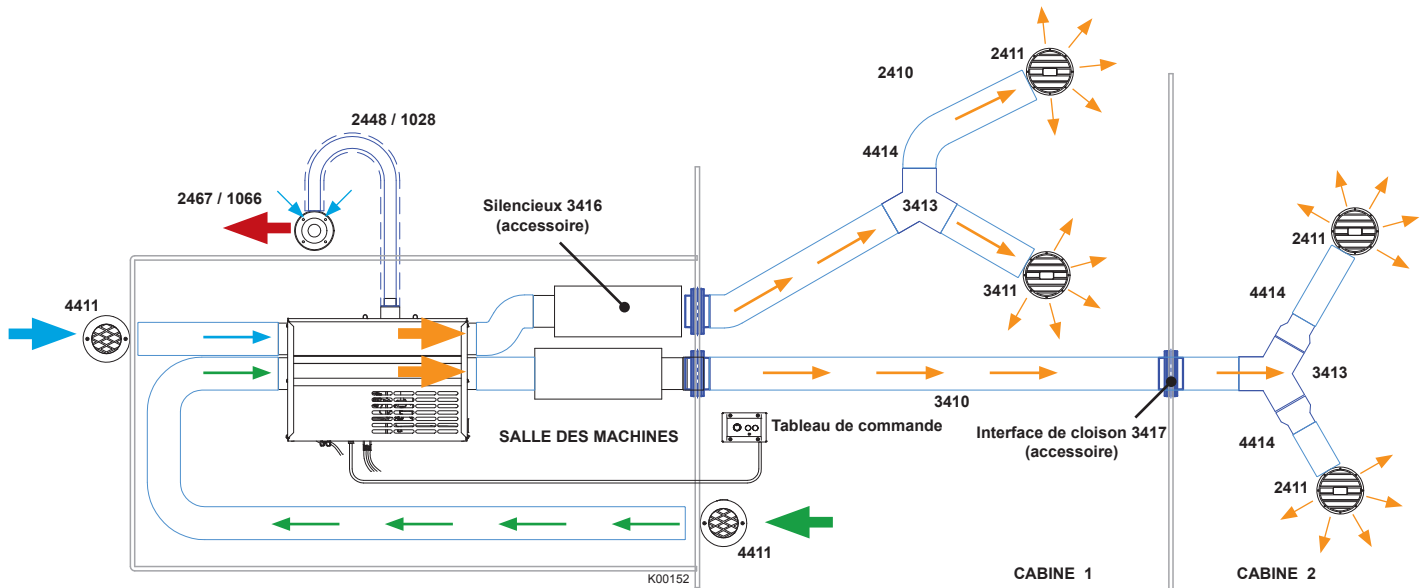 2411
2410
2448 / 1028
4414
2467 / 1066
Silencieux 3416
(accessoire)
3413
2411
3411
4411
4414
3413
3410
SALLE DES MACHINES
Tableau de commande
Interface de cloison 3417
(accessoire)
4414
2411
4411
K00152
CABINE 1
CABINE 2